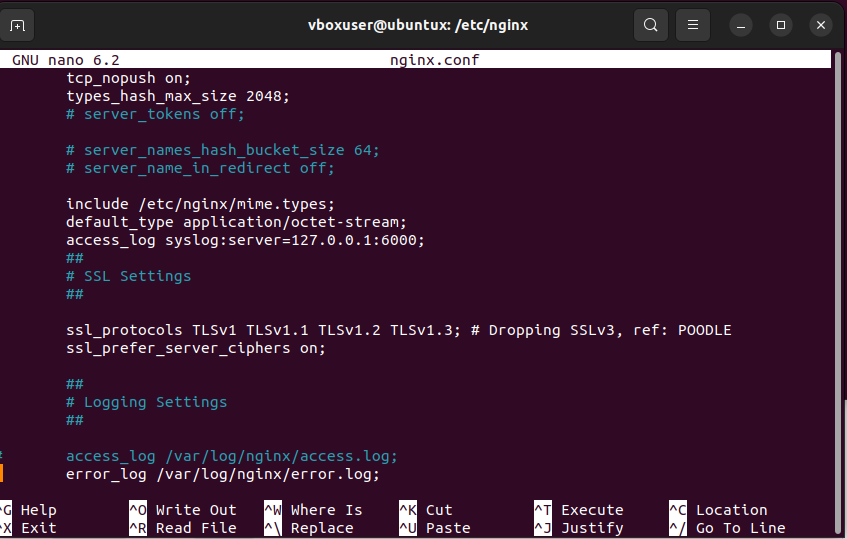 vboxuser@ubuntux: /etc/nginx
GNU nano 6.2 nginx.conf
tcp_nopush on;
types_hash_max_size 2048;
# server_tokens off;
# server_names_hash_bucket_size 64;
# server_name_in_redirect off;
include /etc/nginx/mime.types;
default_type application/octet-stream;
access_log syslog:server=127.0.0.1:6000;
##
# SSL Settings
##
ssl_protocols TLSv1 TLSv1.1 TLSv1.2 TLSv1.3; # Dropping SSLv3, ref: POODLE
ssl_prefer_server_ciphers on;
##
# Logging Settings
##
# access_log /var/log/nginx/access.log;
error_log /var/log/nginx/error.log;
^G Help ^O Write Out ^W Where Is ^K Cut ^T Execute ^C Location
^X Exit ^R Read File ^\ Replace ^U Paste ^J Justify ^/ Go To Line